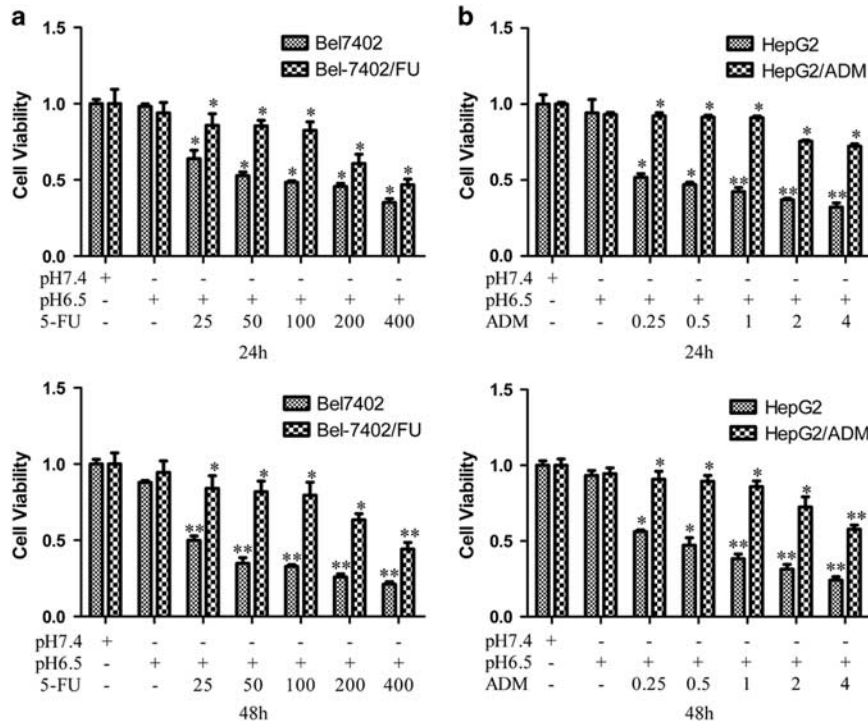 a
1.5
1.0
0.5
0.0
Cell Viability
Bel7402
Bel-7402/FU
* * * * *
* * * * *
pH7.4 + - - - - - -
pH6.5 - + + + + + +
5-FU - - 25 50 100 200 400
24h
b
1.5
1.0
0.5
0.0
Cell Viability
HepG2
HepG2/ADM
* * * * *
* * ** ** **
pH7.4 + - - - - - -
pH6.5 - + + + + + +
ADM - - 0.25 0.5 1 2 4
24h
1.5
1.0
0.5
0.0
Cell Viability
Bel7402
Bel-7402/FU
* * * * **
** ** ** ** **
pH7.4 + - - - - - -
pH6.5 - + + + + + +
5-FU - - 25 50 100 200 400
48h
1.5
1.0
0.5
0.0
Cell Viability
HepG2
HepG2/ADM
* * * * **
* * ** ** **
pH7.4 + - - - - - -
pH6.5 - + + + + + +
ADM - - 0.25 0.5 1 2 4
48h